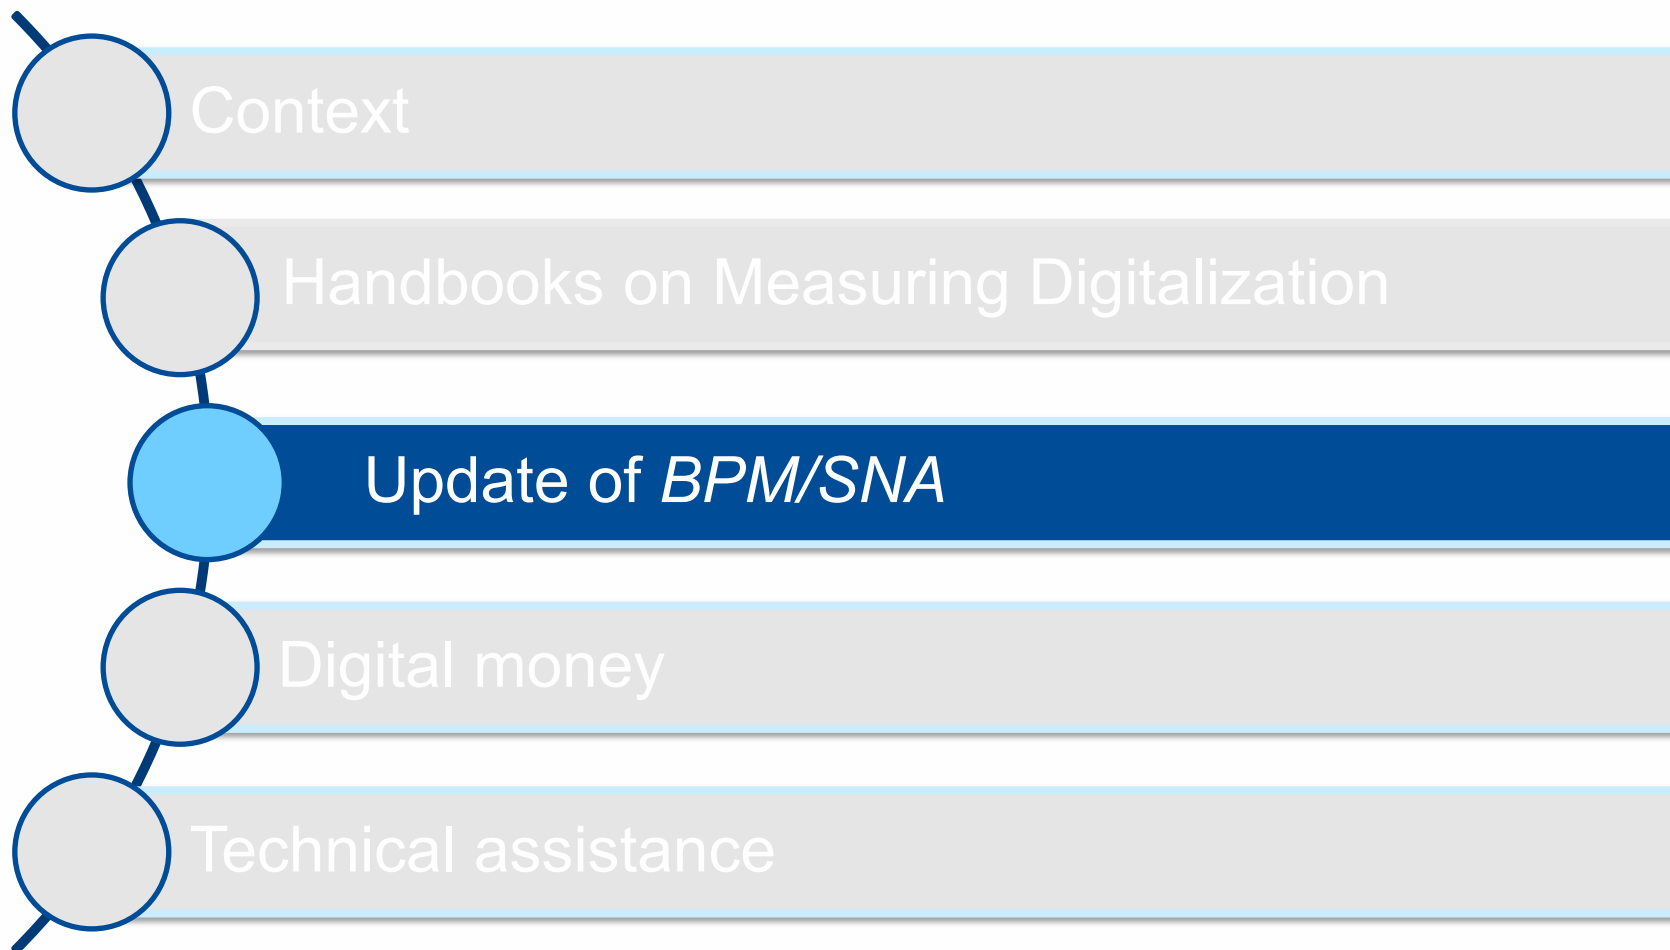 Context
Handbooks on Measuring Digitalization
Update of BPM/SNA
Digital money
Technical assistance